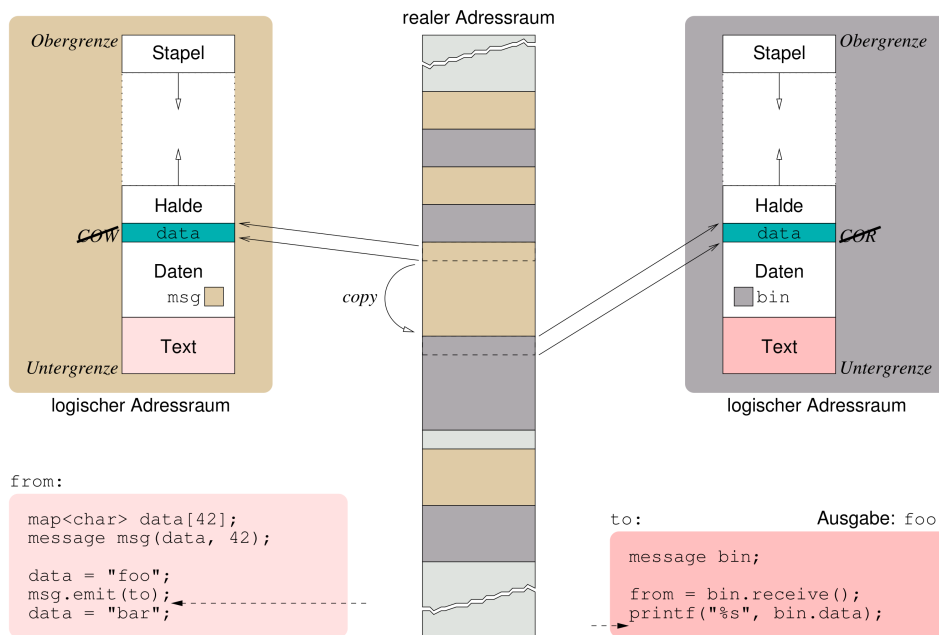 realer Adressraum
Obergrenze
Stapel
Halde
COW
data
Daten
msg
Text
Untergrenze
logischer Adressraum
copy
Obergrenze
Stapel
Halde
data
COR
Daten
bin
Text
Untergrenze
logischer Adressraum
from:
map<char> data[42];
message msg(data, 42);
data = "foo";
msg.emit(to);
data = "bar";
to:
Ausgabe: foo
message bin;
from = bin.receive();
printf("%s", bin.data);